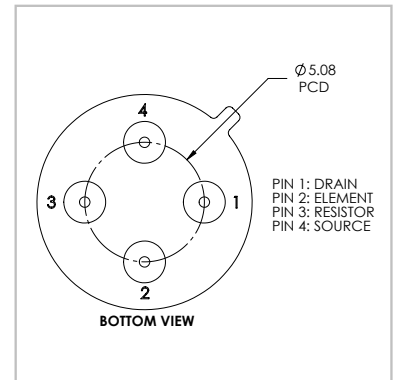 Ø5.08
PCD
4
3
1
2
PIN 1: DRAIN
PIN 2: ELEMENT
PIN 3: RESISTOR
PIN 4: SOURCE
BOTTOM VIEW